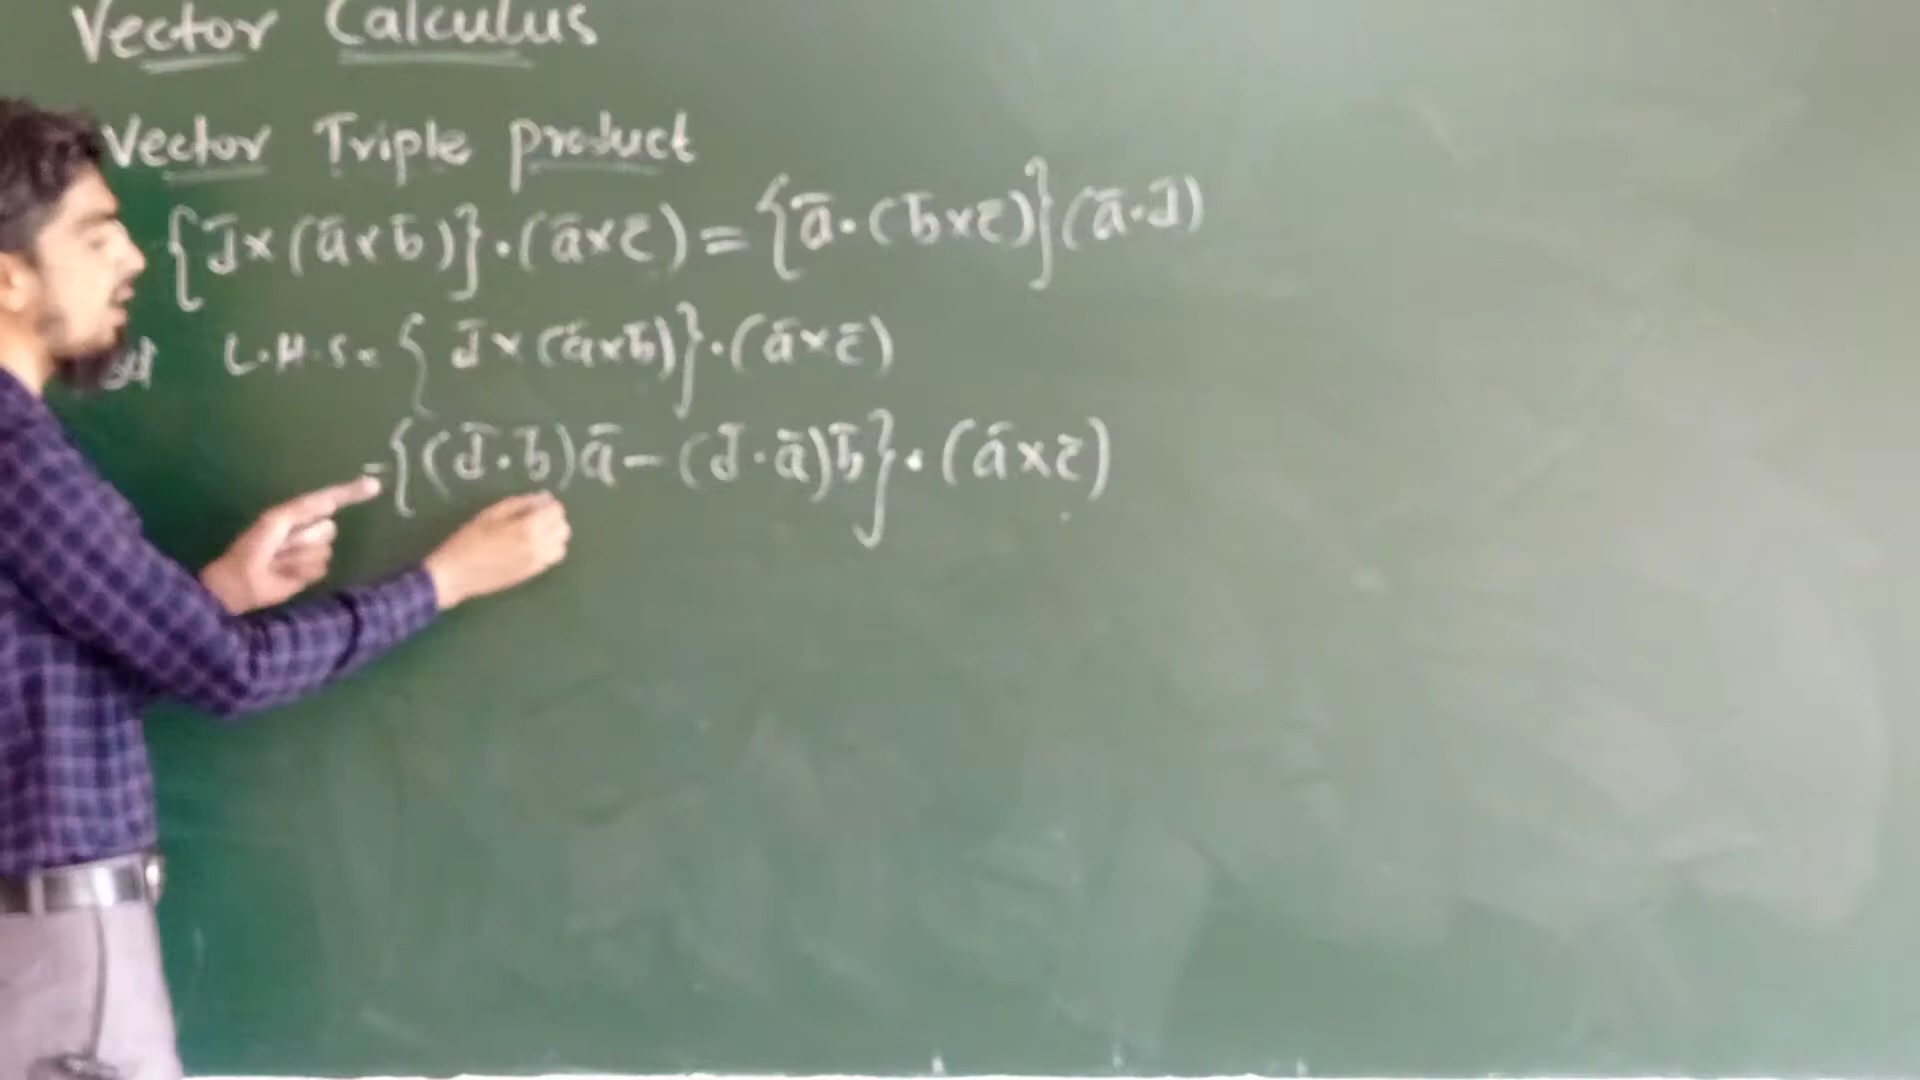 Vector Calculus
Vector Triple product
{d̄×(ā×b̄)}·(ā×c̄)={ā·(b̄×c̄)}(ā·d̄)
L.H.S.= {d̄×(ā×b̄)}·(ā×c̄)
={(d̄·b̄)ā-(d̄·ā)b̄}·(ā×c̄)